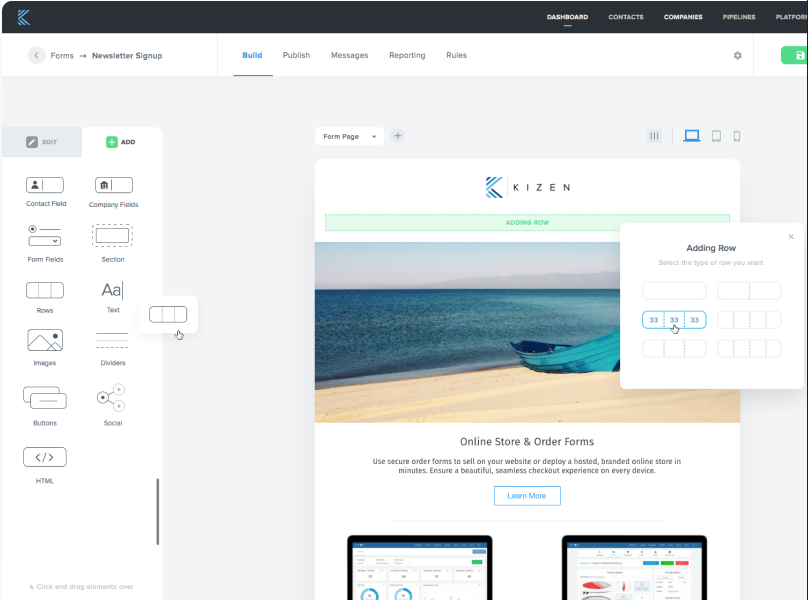 DASHBOARD CONTACTS COMPANIES PIPELINES PLATFOR
Forms → Newsletter Signup
Build Publish Messages Reporting Rules
EDIT
ADD
Form Page
Contact Field Company Fields
Form Fields Section
Rows Text
Aa
Images Dividers
Buttons Social
</>
HTML
Click and drag elements over
KIZEN
ADDING ROW
Adding Row
Select the type of row you want
33 33 33
Online Store & Order Forms
Use secure order forms to sell on your website or deploy a hosted, branded online store in
minutes. Ensure a beautiful, seamless checkout experience on every device.
Learn More